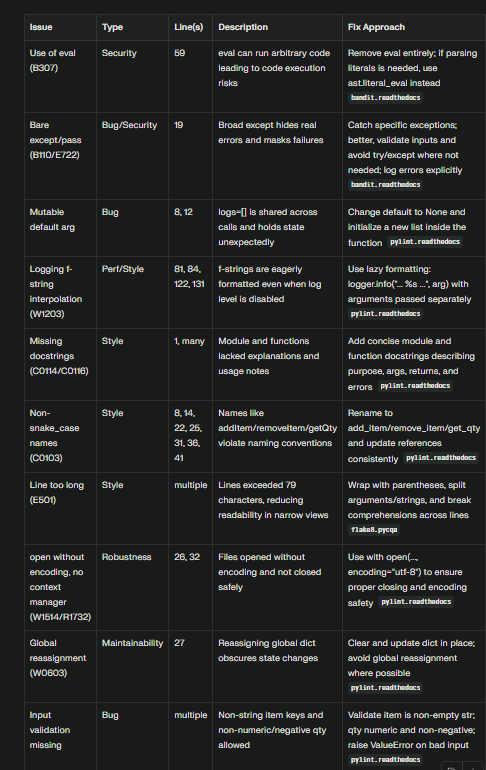 Issue Type Line(s) Description Fix Approach
Use of eval Security 59 eval can run arbitrary code Remove eval entirely; if parsing
(B307) leading to code execution literals is needed, use
risks ast.literal_eval instead
bandit.readthedocs
Bare Bug/Security 19 Broad except hides real Catch specific exceptions;
except/pass errors and masks failures better, validate inputs and
(B110/E722) avoid try/except where not
needed; log errors explicitly
bandit.readthedocs
Mutable Bug 8, 12 logs=[] is shared across Change default to None and
default arg calls and holds state initialize a new list inside the
unexpectedly function pylint.readthedocs
Logging f- Perf/Style 81, 84, f-strings are eagerly Use lazy formatting:
string 122, 131 formatted even when log logger.info("… %s …", arg) with
interpolation level is disabled arguments passed separately
(W1203) pylint.readthedocs
Missing Style 1, many Module and functions Add concise module and
docstrings lacked explanations and function docstrings describing
(C0114/C0116) usage notes purpose, args, returns, and
errors pylint.readthedocs
Non- Style 8, 14, Names like Rename to
snake_case 22, 25, addItem/removeItem/getQty add_item/remove_item/get_qty
names 31, 36, violate naming conventions and update references
(C0103) 41 consistently pylint.readthedocs
Line too long Style multiple Lines exceeded 79 Wrap with parentheses, split
(E501) characters, reducing arguments/strings, and break
readability in narrow views comprehensions across lines
flake8.pycqa
open without Robustness 26, 32 Files opened without Use with open(…,
encoding, no encoding and not closed encoding="utf-8") to ensure
context safely proper closing and encoding
manager safety pylint.readthedocs
(W1514/R1732)
Global Maintainability 27 Reassigning global dict Clear and update dict in place;
reassignment obscures state changes avoid global reassignment
(W0603) where possible
pylint.readthedocs
Input Bug multiple Non-string item keys and Validate item is non-empty str;
validation non-numeric/negative qty qty numeric and non-negative;
missing allowed raise ValueError on bad input
pylint.readthedocs